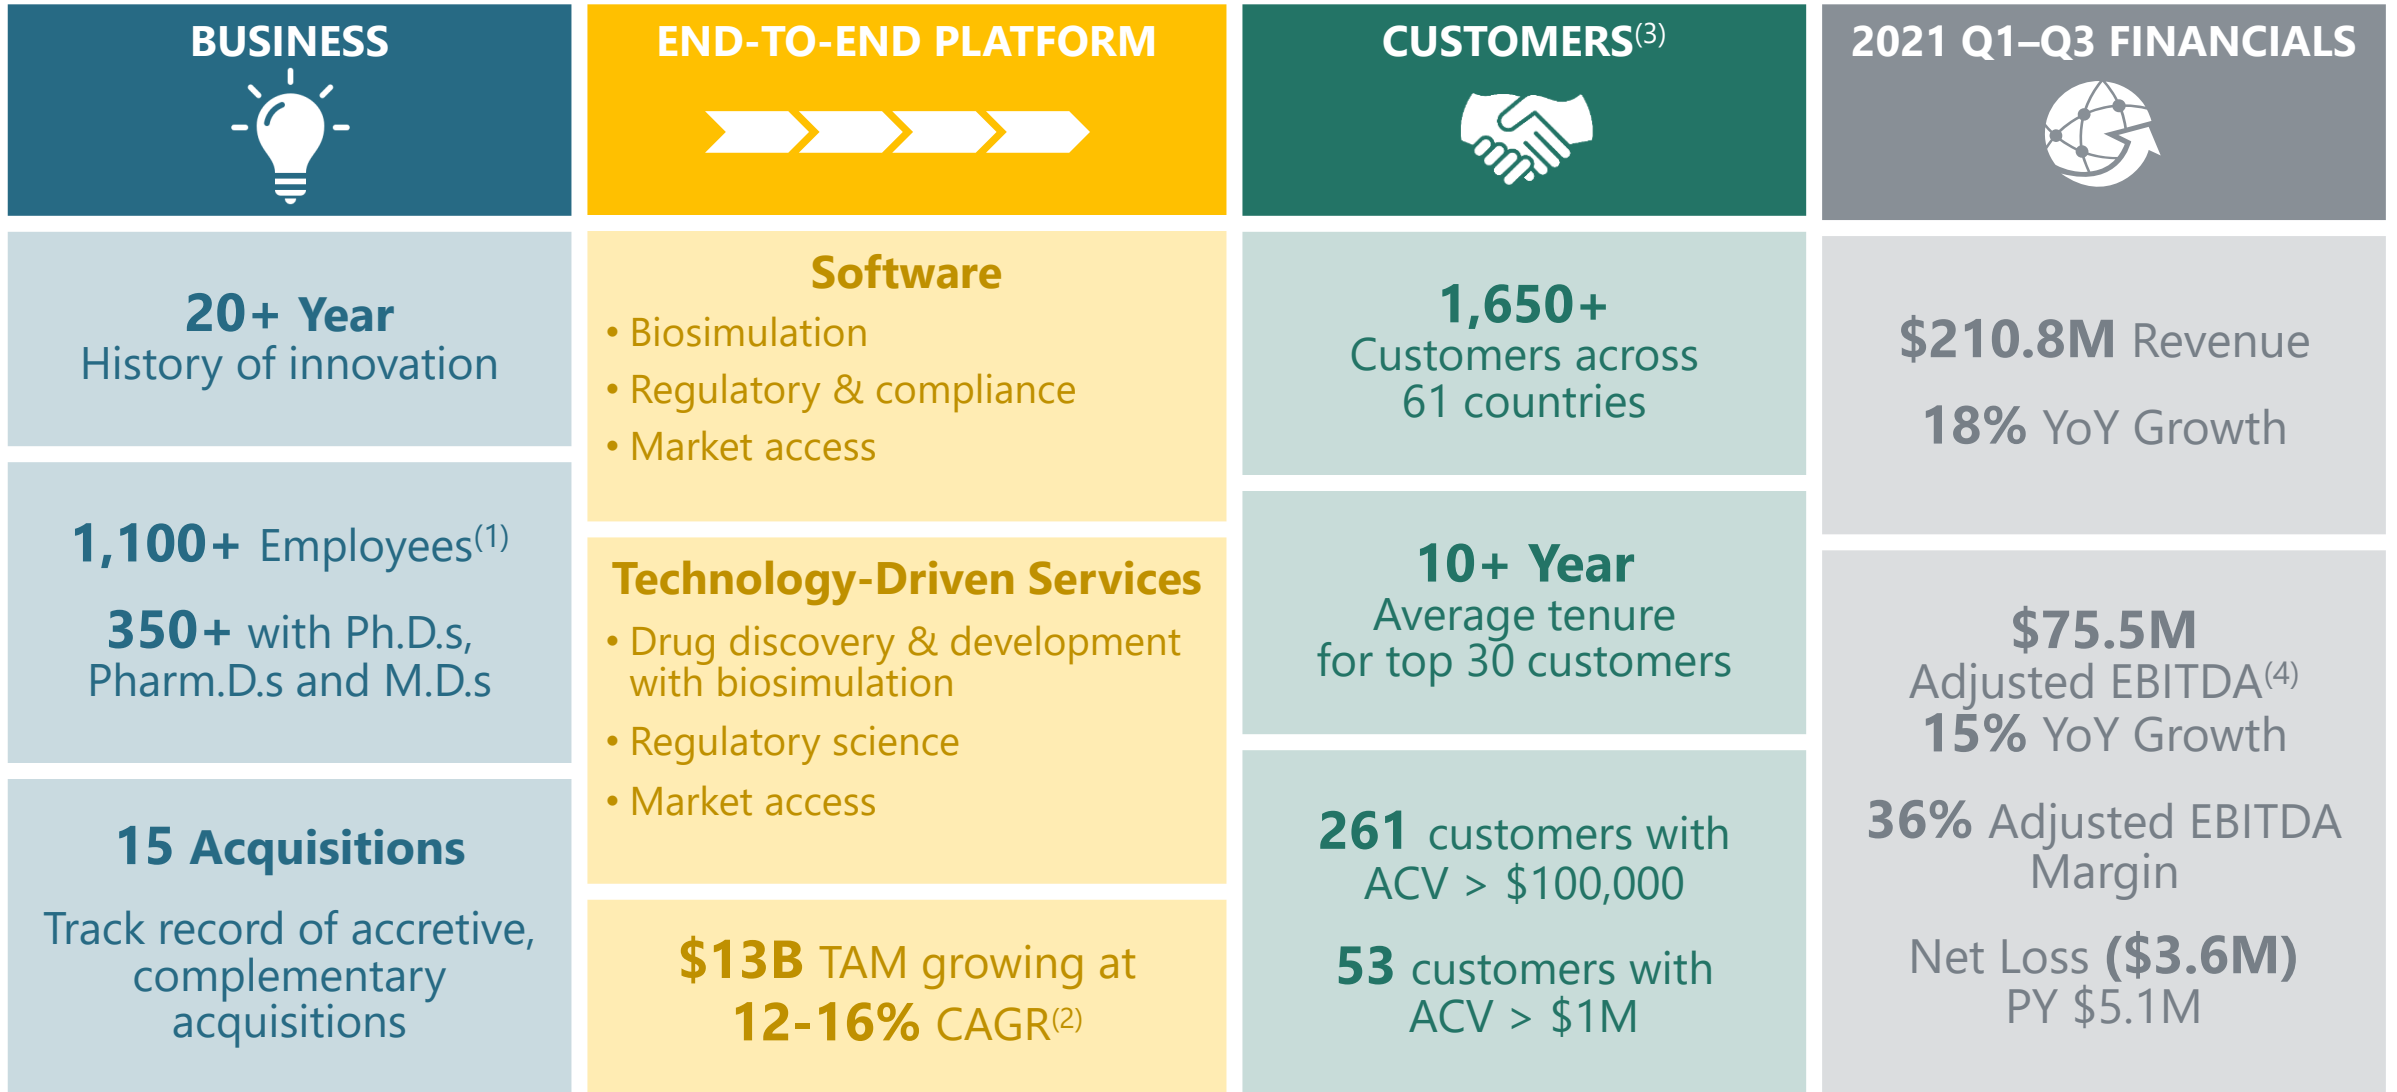 BUSINESS
20+ Year
History of innovation
1,100+ Employees(1)
350+ with Ph.D.s,
Pharm.D.s and M.D.s
15 Acquisitions
Track record of accretive,
complementary
acquisitions
END-TO-END PLATFORM
Software
• Biosimulation
• Regulatory & compliance
• Market access
Technology-Driven Services
• Drug discovery & development
with biosimulation
• Regulatory science
• Market access
$13B TAM growing at
12-16% CAGR(2)
CUSTOMERS(3)
1,650+
Customers across
61 countries
10+ Year
Average tenure
for top 30 customers
261 customers with
ACV > $100,000
53 customers with
ACV > $1M
2021 Q1–Q3 FINANCIALS
$210.8M Revenue
18% YoY Growth
$75.5M
Adjusted EBITDA(4)
15% YoY Growth
36% Adjusted EBITDA
Margin
Net Loss ($3.6M)
PY $5.1M